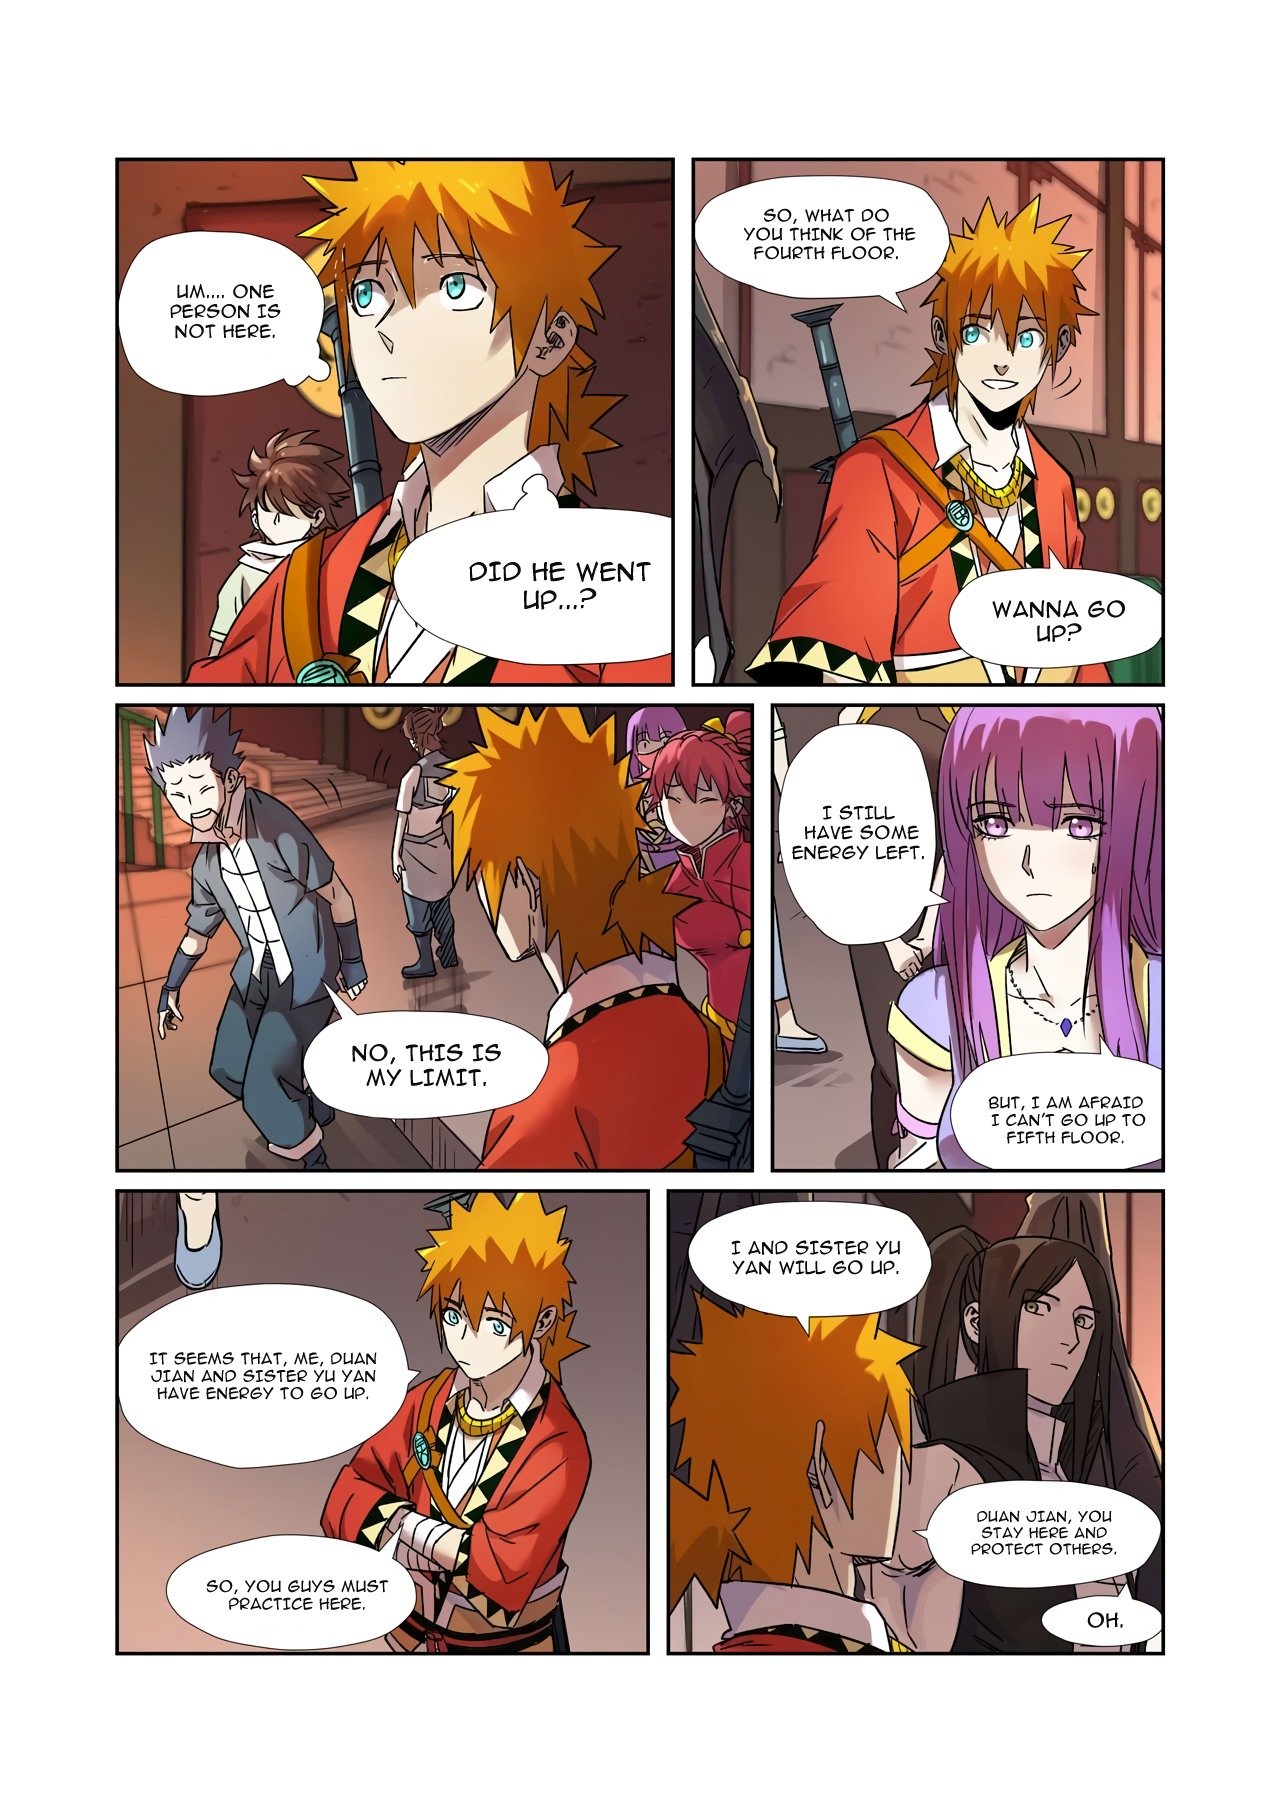 UM.... ONE
PERSON IS
NOT HERE.
DID HE WENT
UP...?
SO, WHAT DO
YOU THINK OF THE
FOURTH FLOOR.
WANNA GO
UP?
NO, THIS IS
MY LIMIT.
I STILL
HAVE SOME
ENERGY LEFT.
BUT, I AM AFRAID
I CAN'T GO UP TO
FIFTH FLOOR.
IT SEEMS THAT, ME, DUAN
JIAN AND SISTER YU YAN
HAVE ENERGY TO GO UP.
SO, YOU GUYS MUST
PRACTICE HERE.
I AND SISTER YU
YAN WILL GO UP.
DUAN JIAN, YOU
STAY HERE AND
PROTECT OTHERS.
OH.